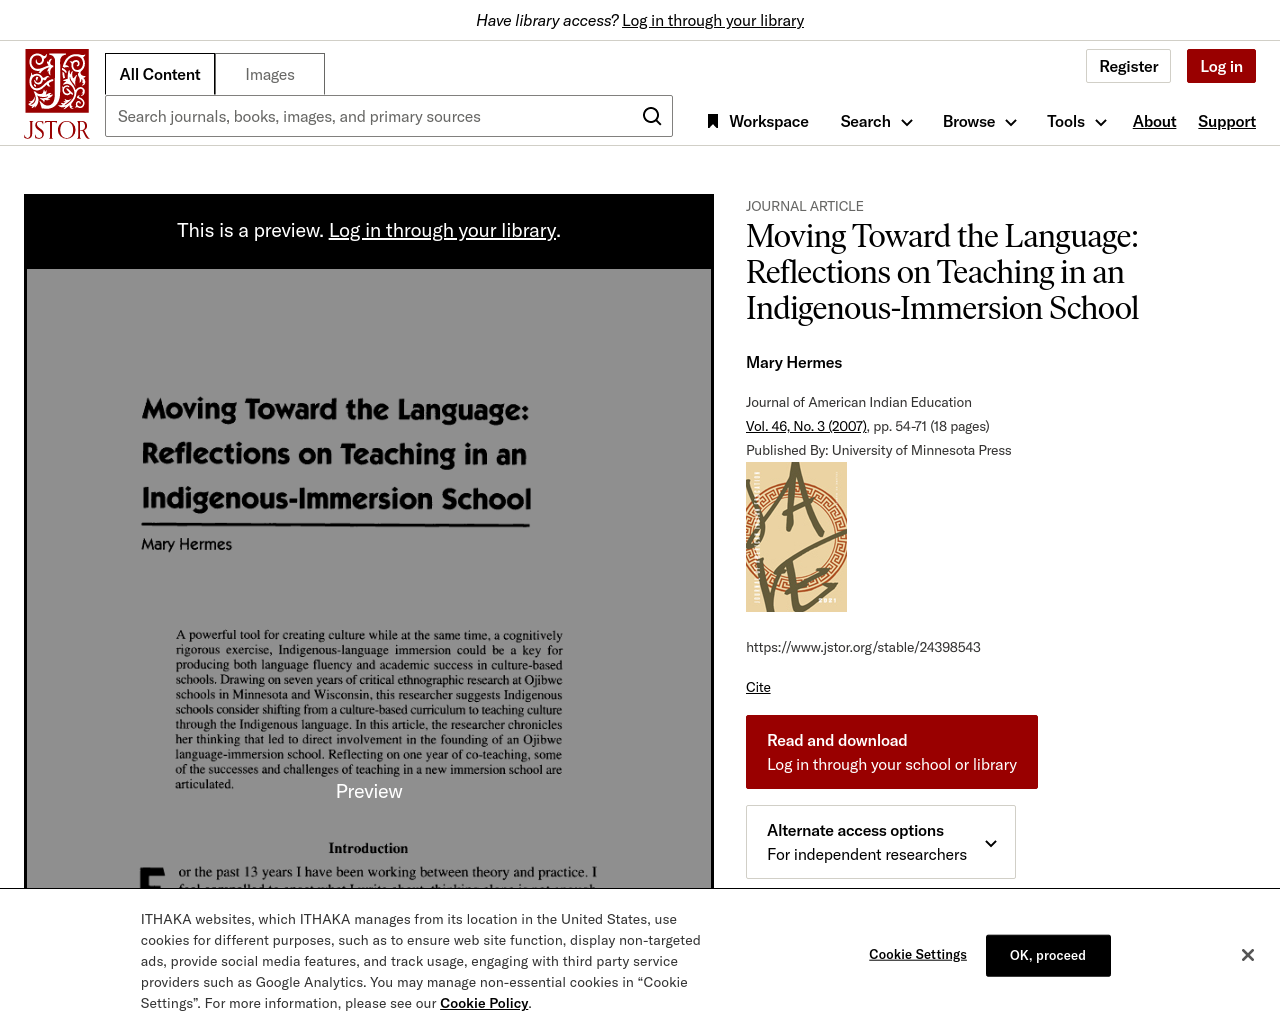 Have library access? Log in through your library
All Content
Images
Search journals, books, images, and primary sources
JSTOR
Register
Log in
Workspace
Search
Browse
Tools
About
Support
This is a preview. Log in through your library.
Moving Toward the Language:
Reflections on Teaching in an
Indigenous-Immersion School
Mary Hermes
A powerful tool for creating culture while at the same time, a cognitively
rigorous exercise, Indigenous-language immersion could be a key for
producing both language fluency and academic success in culture-based
schools. Drawing on seven years of critical ethnographic research at Ojibwe
schools in Minnesota and Wisconsin, this researcher suggests Indigenous
schools consider shifting from a culture-based curriculum to teaching culture
through the Indigenous language. In this article, the researcher chronicles
her thinking that led to direct involvement in the founding of an Ojibwe
language-immersion school. Reflecting on one year of co-teaching, some
of the successes and challenges of teaching in a new immersion school are
articulated.
Preview
Introduction
For the past 13 years I have been working between theory and practice. I
JOURNAL ARTICLE
Moving Toward the Language:
Reflections on Teaching in an
Indigenous-Immersion School
Mary Hermes
Journal of American Indian Education
Vol. 46, No. 3 (2007), pp. 54-71 (18 pages)
Published By: University of Minnesota Press
https://www.jstor.org/stable/24398543
Cite
Read and download
Log in through your school or library
Alternate access options
For independent researchers
ITHAKA websites, which ITHAKA manages from its location in the United States, use
cookies for different purposes, such as to ensure web site function, display non-targeted
ads, provide social media features, and track usage, engaging with third party service
providers such as Google Analytics. You may manage non-essential cookies in “Cookie
Settings”. For more information, please see our Cookie Policy.
Cookie Settings
OK, proceed